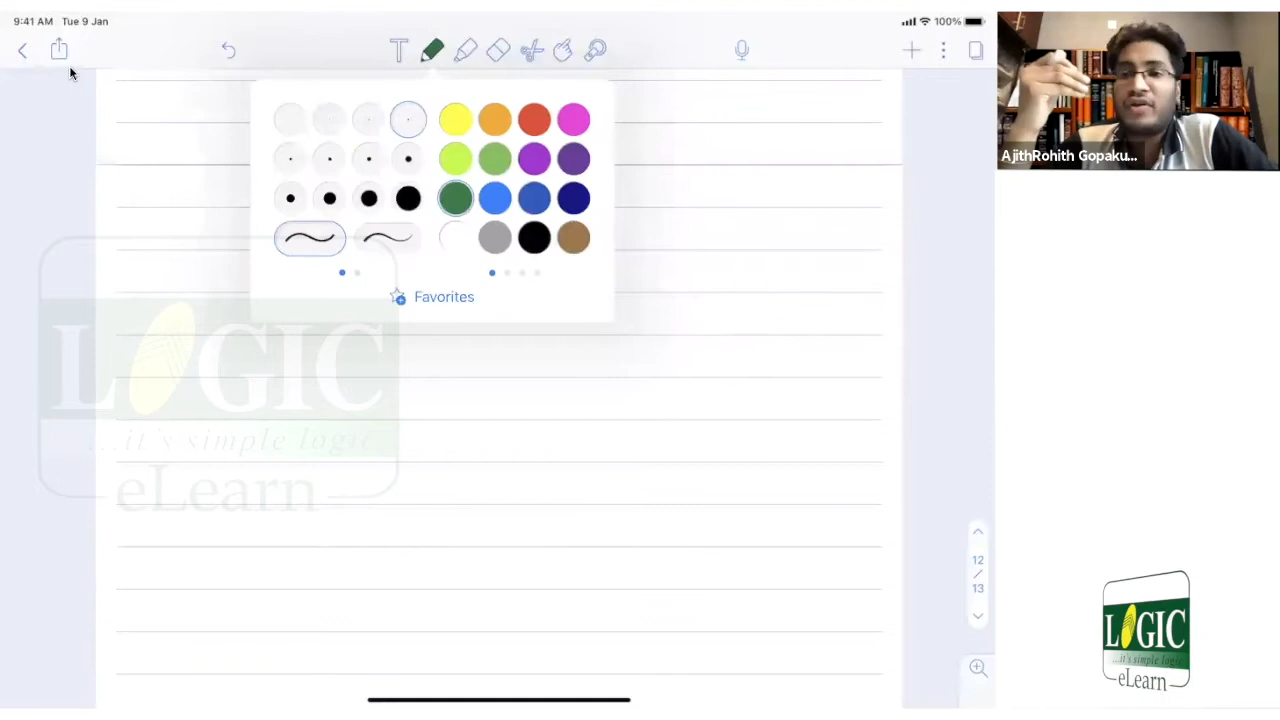 9:41 AM Tue 9 Jan
100%
T
Favorites
LOGIC
...it's simple logic
eLearn
12
/
13
AjithRohith Gopaku...
LOGIC
...it's simple logic
eLearn